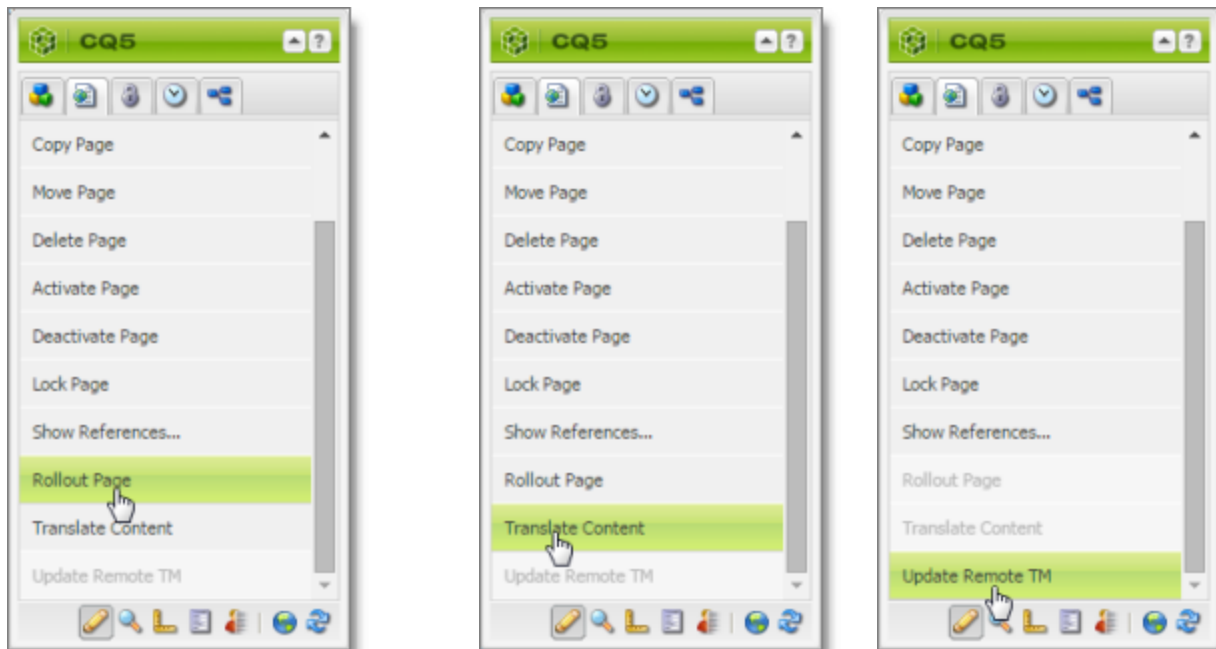 CQ5 ?
Copy Page
Move Page
Delete Page
Activate Page
Deactivate Page
Lock Page
Show References...
Rollout Page
Translate Content
Update Remote TM
CQ5 ?
Copy Page
Move Page
Delete Page
Activate Page
Deactivate Page
Lock Page
Show References...
Rollout Page
Translate Content
Update Remote TM
CQ5 ?
Copy Page
Move Page
Delete Page
Activate Page
Deactivate Page
Lock Page
Show References...
Rollout Page
Translate Content
Update Remote TM